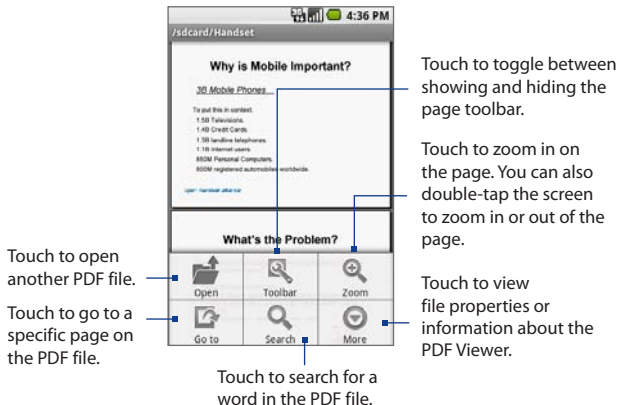 4:36 PM
/sdcard/Handset
Why is Mobile Important?
3B Mobile Phones....
To put this in context:
1.5B Televisions.
1.4B Credit Cards.
1.3B landline telephones.
1.1B Internet users.
850M Personal Computers.
800M registered automobiles worldwide.
open handset alliance
What's the Problem?
Open
Toolbar
Zoom
Go to
Search
More
Touch to open
another PDF file.
Touch to go to a
specific page on
the PDF file.
Touch to toggle between
showing and hiding the
page toolbar.
Touch to zoom in on
the page. You can also
double-tap the screen
to zoom in or out of the
page.
Touch to view
file properties or
information about the
PDF Viewer.
Touch to search for a
word in the PDF file.